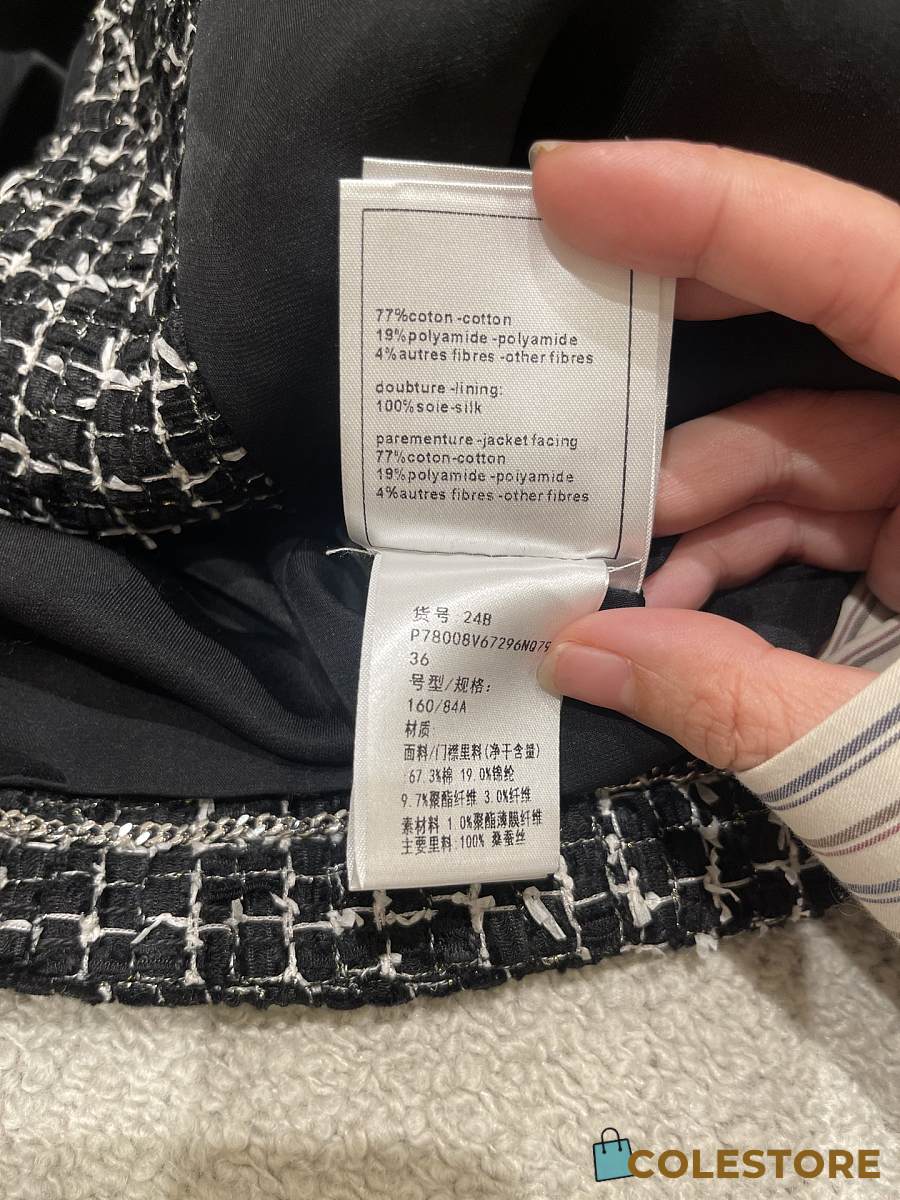 77%coton-cotton
19%polyamide-polyamide
4%autres fibres-other fibres
doubture-lining:
100%soie-silk
parementure-jacket facing
77%coton-cotton
19%polyamide-poiyamide
4%autres fibres-other fibres
货号 24B
P78008V67296NQ79
36
号型/规格:
160/84A
材质:
面料/门襟里料(净干含量)
67.3%棉 19.0%锦纶
9.7%聚酯纤维 3.0%纤维
素材料 1.0%聚酯薄膜纤维
主要里料:100% 桑蚕丝
COLESTORE